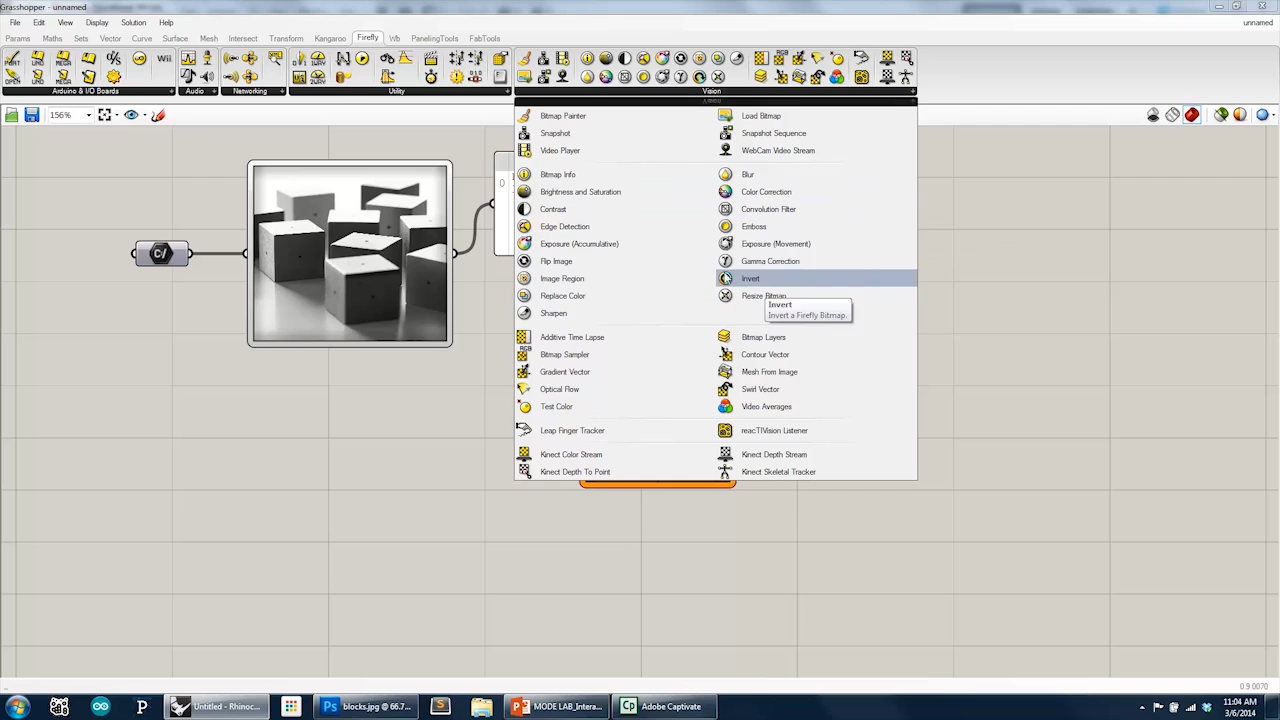 Grasshopper - unnamed
File Edit View Display Solution Help
unnamed
Params Maths Sets Vector Curve Surface Mesh Intersect Transform Kangaroo Firefly Wb PanelingTools FabTools
Arduino & I/O Boards Audio Networking Utility Vision
156%
Bitmap Painter Load Bitmap
Snapshot Snapshot Sequence
Video Player WebCam Video Stream
Bitmap Info Blur
Brightness and Saturation Color Correction
Contrast Convolution Filter
Edge Detection Emboss
Exposure (Accumulative) Exposure (Movement)
Flip Image Gamma Correction
Image Region Invert
Replace Color Resize Bitmap
Invert
Invert a Firefly Bitmap.
Sharpen
Additive Time Lapse Bitmap Layers
Bitmap Sampler Contour Vector
Gradient Vector Mesh From Image
Optical Flow Swirl Vector
Test Color Video Averages
Leap Finger Tracker reacTIVision Listener
Kinect Color Stream Kinect Depth Stream
Kinect Depth To Point Kinect Skeletal Tracker
C:/
0
0.9.0070
Untitled - Rhinoc...
blocks.jpg @ 66.7...
MODE LAB_Intera...
Adobe Captivate
11:04 AM
3/6/2014